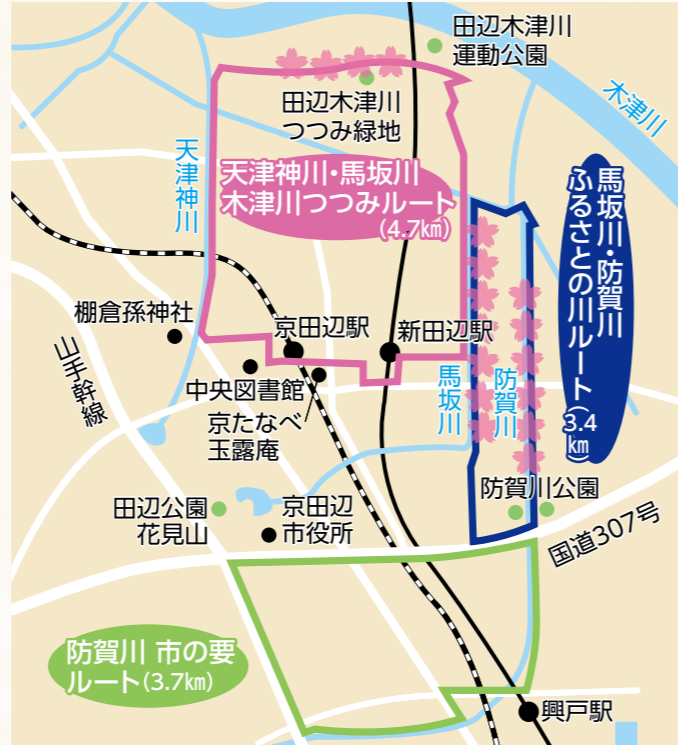 田辺木津川
運動公園
木津川
田辺木津川
つつみ緑地
天津神川
天津神川・馬坂川
木津川つつみルート
(4.7㎞)
馬坂川・防賀川
ふるさとの川ルート(3.4㎞)
棚倉孫神社
京田辺駅
新田辺駅
山手幹線
中央図書館
京たなべ
玉露庵
馬坂川
防賀川
防賀川公園
田辺公園
花見山
京田辺
市役所
国道307号
防賀川 市の要
ルート(3.7㎞)
興戸駅